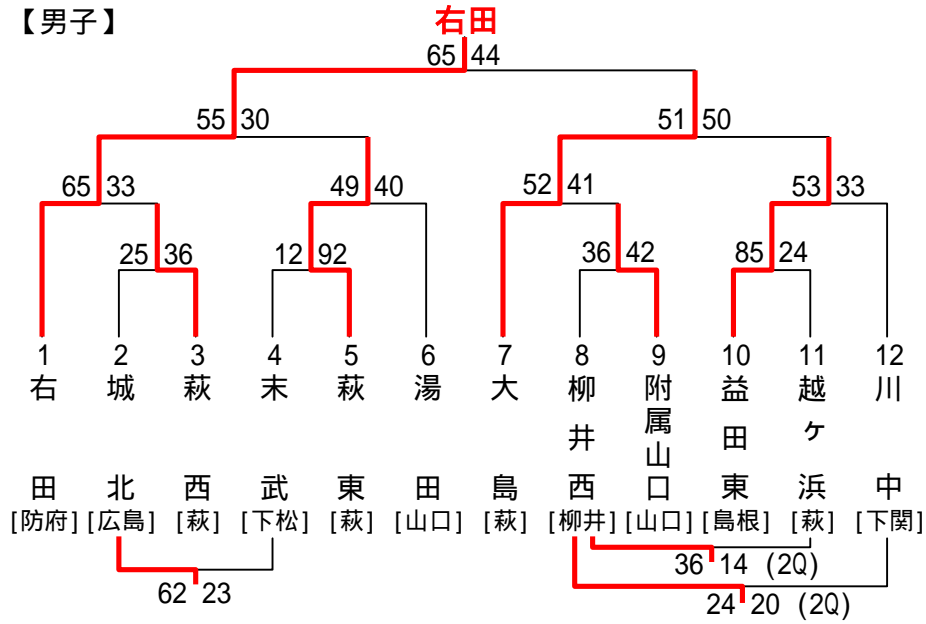 【男子】
右田
65 44
55 30
51 50
65 33
49 40
52 41
53 33
25 36
12 92
36 42
85 24
1 2 3 4 5 6 7 8 9 10 11 12
右田
城北
萩西
末武
萩東
湯田
大島
柳井西
附属山口
益田東
越ヶ浜
川中
[防府] [広島] [萩] [下松] [萩] [山口] [萩] [柳井] [山口] [島根] [萩] [下関]
36 14 (2Q)
62 23
24 20 (2Q)